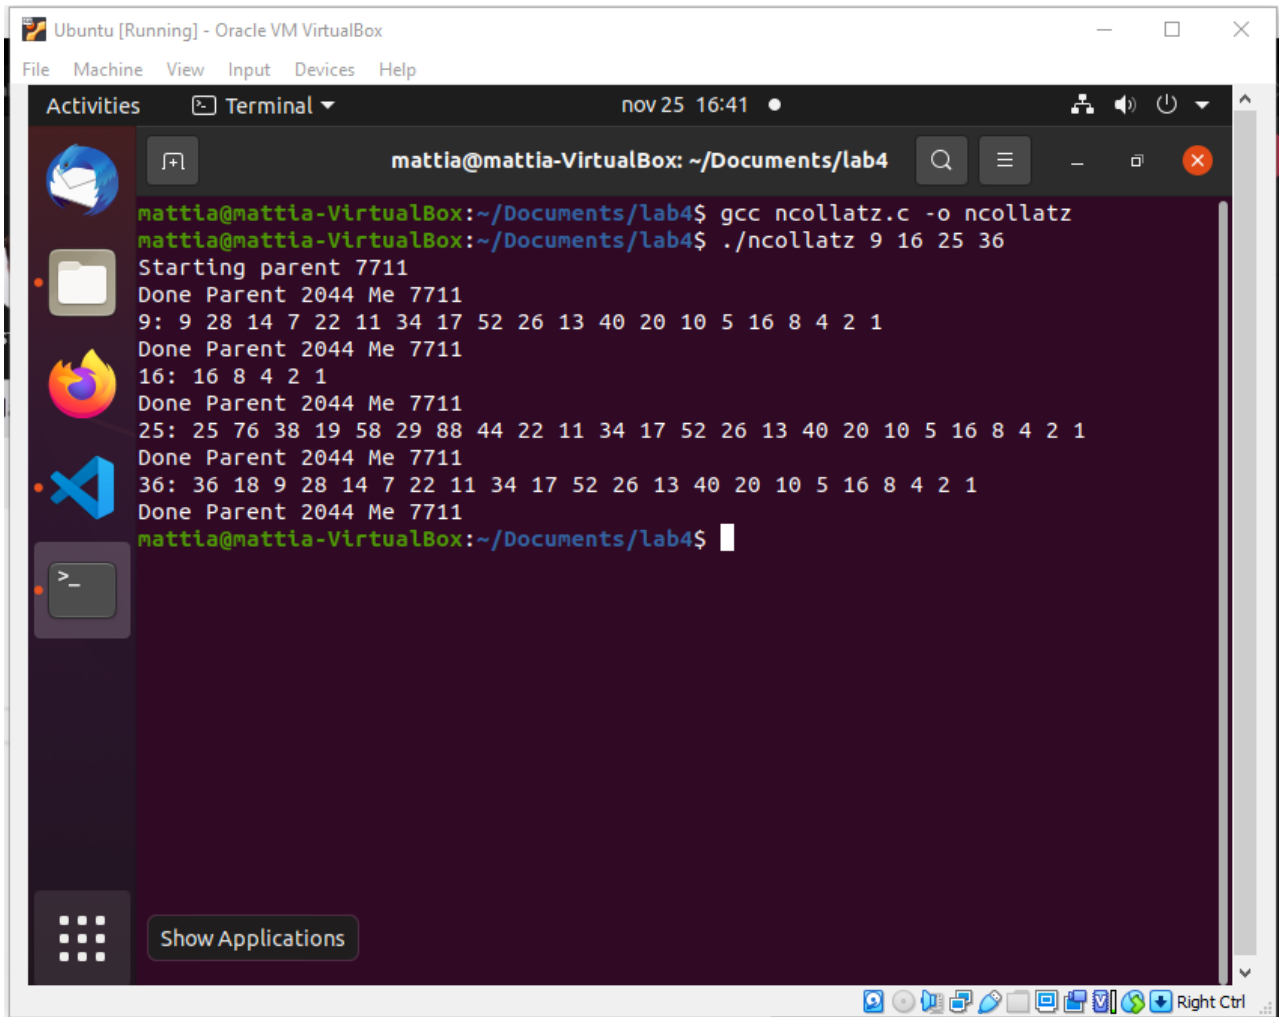 Ubuntu [Running] - Oracle VM VirtualBox
File Machine View Input Devices Help
Activities Terminal nov 25 16:41
mattia@mattia-VirtualBox: ~/Documents/lab4
mattia@mattia-VirtualBox:~/Documents/lab4$ gcc ncollatz.c -o ncollatz
mattia@mattia-VirtualBox:~/Documents/lab4$ ./ncollatz 9 16 25 36
Starting parent 7711
Done Parent 2044 Me 7711
9: 9 28 14 7 22 11 34 17 52 26 13 40 20 10 5 16 8 4 2 1
Done Parent 2044 Me 7711
16: 16 8 4 2 1
Done Parent 2044 Me 7711
25: 25 76 38 19 58 29 88 44 22 11 34 17 52 26 13 40 20 10 5 16 8 4 2 1
Done Parent 2044 Me 7711
36: 36 18 9 28 14 7 22 11 34 17 52 26 13 40 20 10 5 16 8 4 2 1
Done Parent 2044 Me 7711
mattia@mattia-VirtualBox:~/Documents/lab4$
Show Applications
Right Ctrl